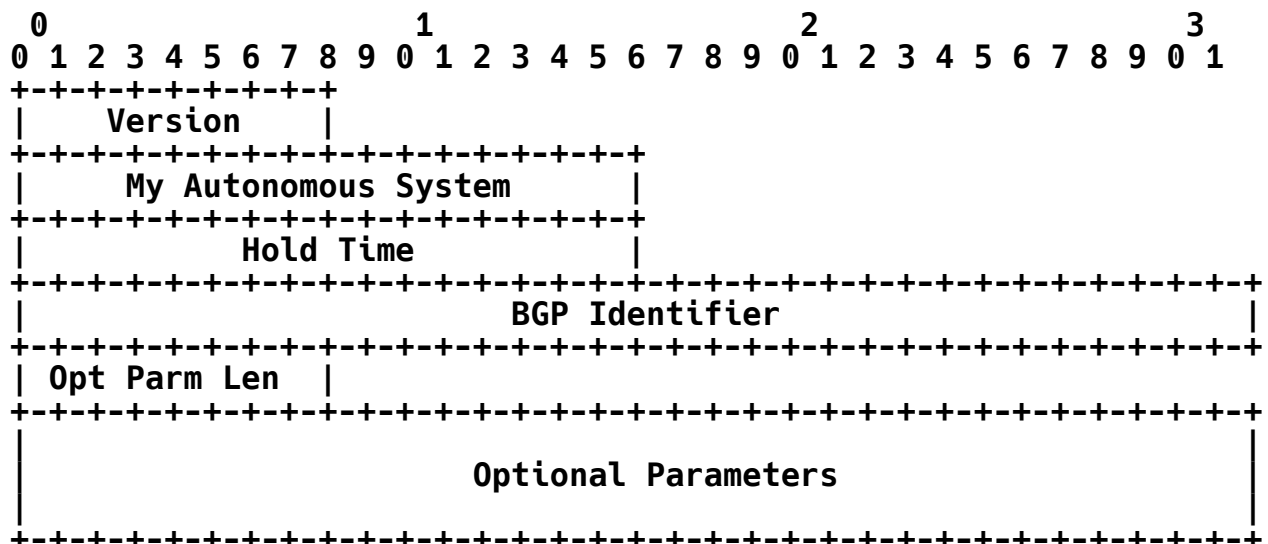 0                   1                   2                   3
0 1 2 3 4 5 6 7 8 9 0 1 2 3 4 5 6 7 8 9 0 1 2 3 4 5 6 7 8 9 0 1
+-+-+-+-+-+-+-+-+
|    Version    |
+-+-+-+-+-+-+-+-+-+-+-+-+-+-+-+-+
|     My Autonomous System      |
+-+-+-+-+-+-+-+-+-+-+-+-+-+-+-+-+
|           Hold Time           |
+-+-+-+-+-+-+-+-+-+-+-+-+-+-+-+-+-+-+-+-+-+-+-+-+-+-+-+-+-+-+-+-+
|                         BGP Identifier                        |
+-+-+-+-+-+-+-+-+-+-+-+-+-+-+-+-+-+-+-+-+-+-+-+-+-+-+-+-+-+-+-+-+
| Opt Parm Len  |
+-+-+-+-+-+-+-+-+-+-+-+-+-+-+-+-+-+-+-+-+-+-+-+-+-+-+-+-+-+-+-+-+
|                                                               |
|                       Optional Parameters                     |
|                                                               |
+-+-+-+-+-+-+-+-+-+-+-+-+-+-+-+-+-+-+-+-+-+-+-+-+-+-+-+-+-+-+-+-+